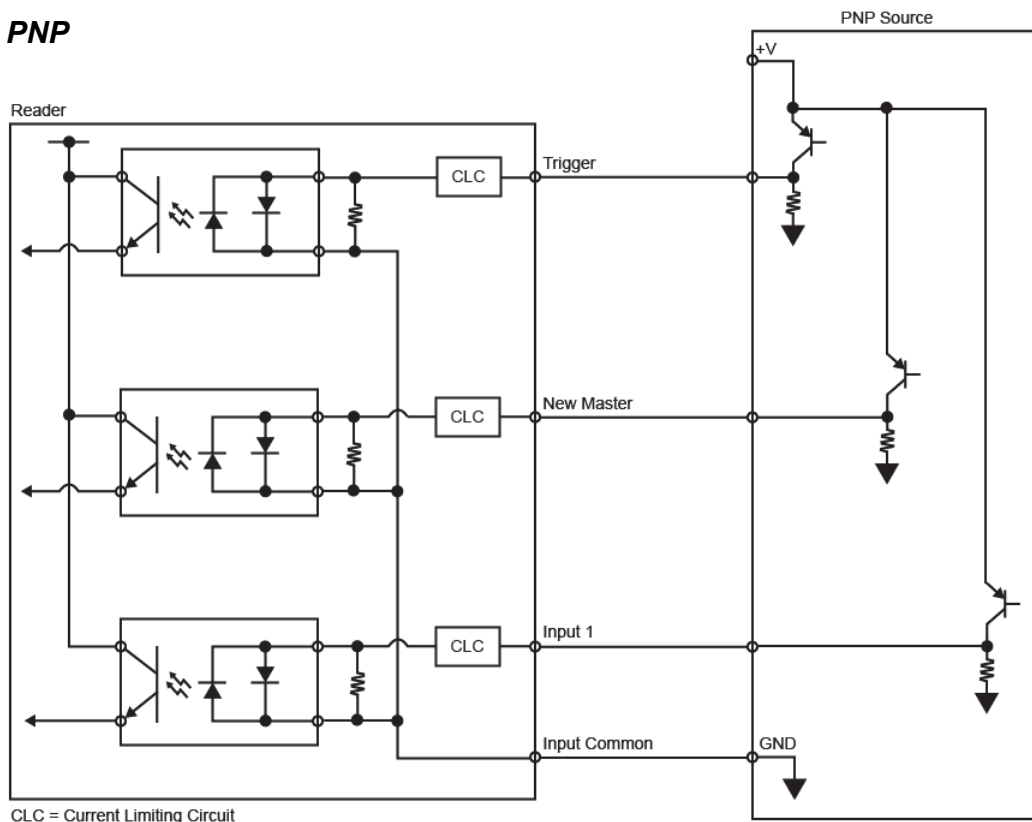 PNP
PNP Source
+V
Reader
CLC
Trigger
CLC
New Master
CLC
Input 1
Input Common
GND
CLC = Current Limiting Circuit